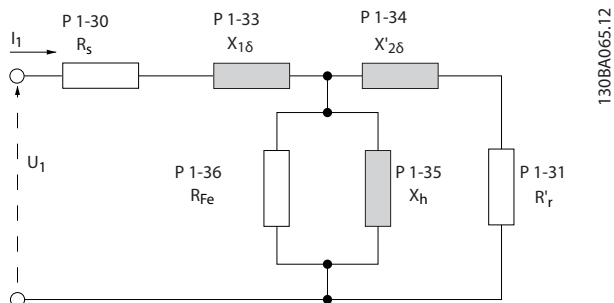 P 1-30
P 1-33
P 1-34
I1
Rs
X1δ
X'2δ
U1
P 1-36
RFe
P 1-35
Xh
P 1-31
R'r
130BA065.12